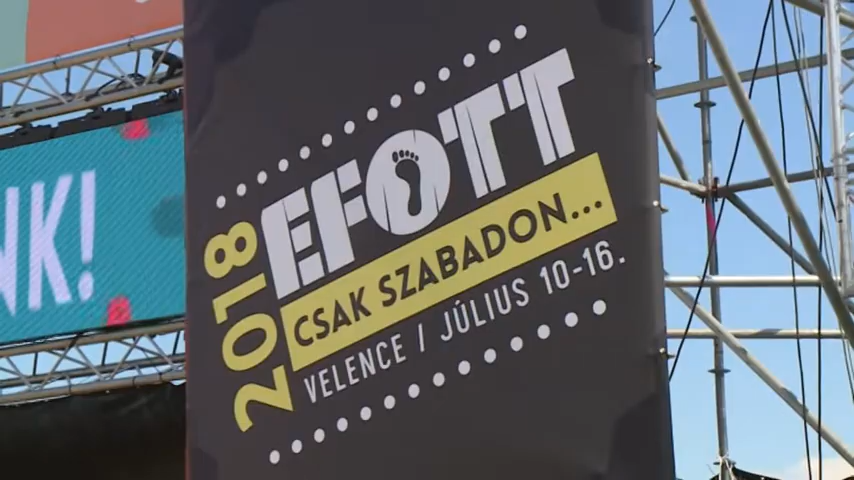 NK!
2018
EFOTT
CSAK SZABADON...
VELENCE / JÚLIUS 10-16.